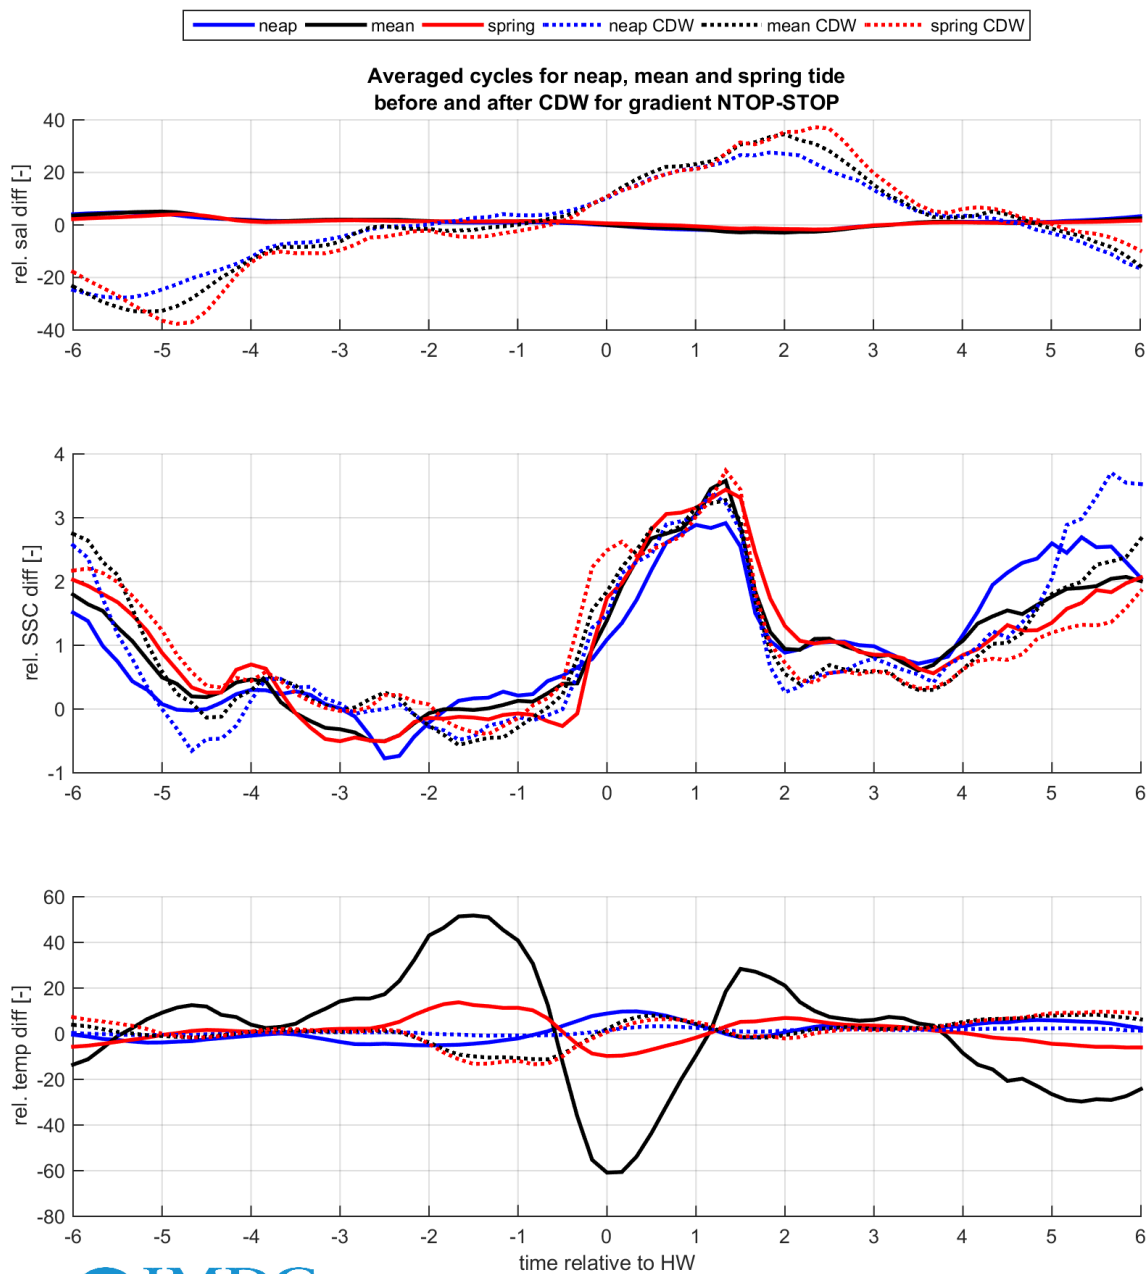 neap mean spring neap CDW mean CDW spring CDW
Averaged cycles for neap, mean and spring tide
before and after CDW for gradient NTOP-STOP
rel. sal diff [-]
40
20
0
-20
-40
-6 -5 -4 -3 -2 -1 0 1 2 3 4 5 6
rel. SSC diff [-]
4
3
2
1
0
-1
-6 -5 -4 -3 -2 -1 0 1 2 3 4 5 6
rel. temp diff [-]
60
40
20
0
-20
-40
-60
-80
-6 -5 -4 -3 -2 -1 0 1 2 3 4 5 6
time relative to HW